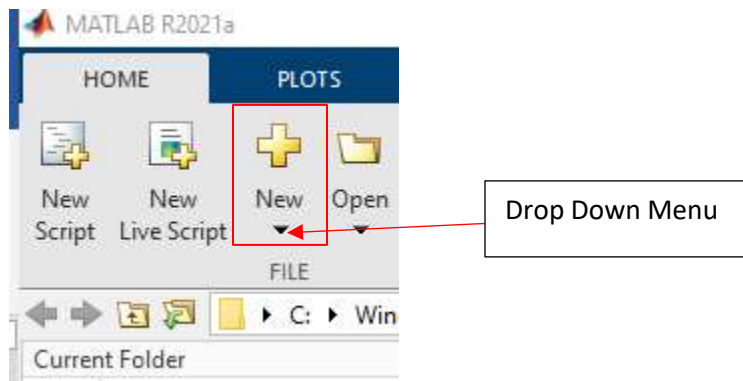 MATLAB R2021a
HOME PLOTS
New New New Open
Script Live Script
FILE
C: Win
Current Folder
Drop Down Menu